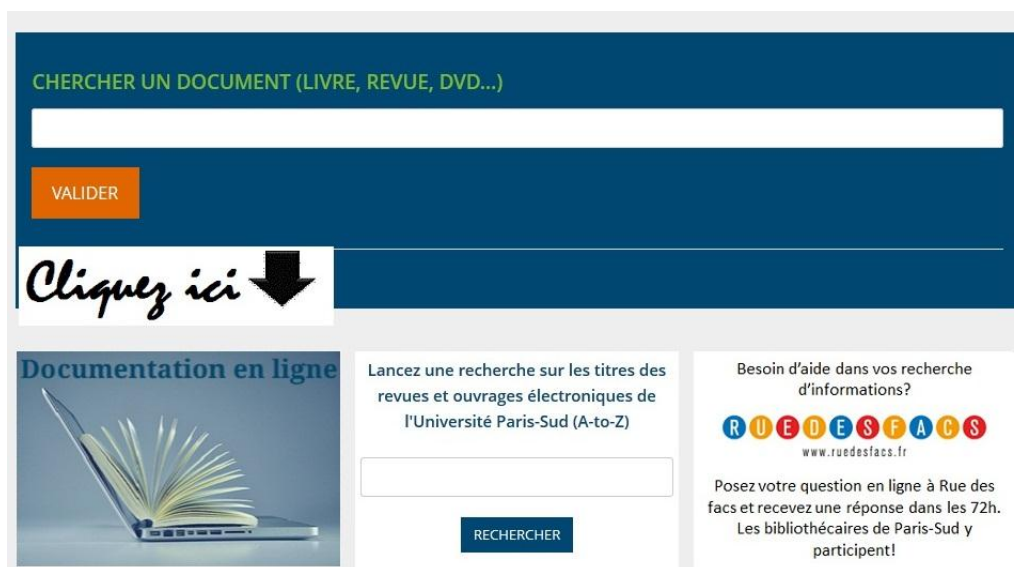 CHERCHER UN DOCUMENT (LIVRE, REVUE, DVD...)
VALIDER
Cliquez ici
Documentation en ligne
Lancez une recherche sur les titres des
revues et ouvrages électroniques de
l'Université Paris-Sud (A-to-Z)
RECHERCHER
Besoin d'aide dans vos recherche
d'informations?
RUEDESFACS
www.ruedesfacs.fr
Posez votre question en ligne à Rue des
facs et recevez une réponse dans les 72h.
Les bibliothécaires de Paris-Sud y
participent!